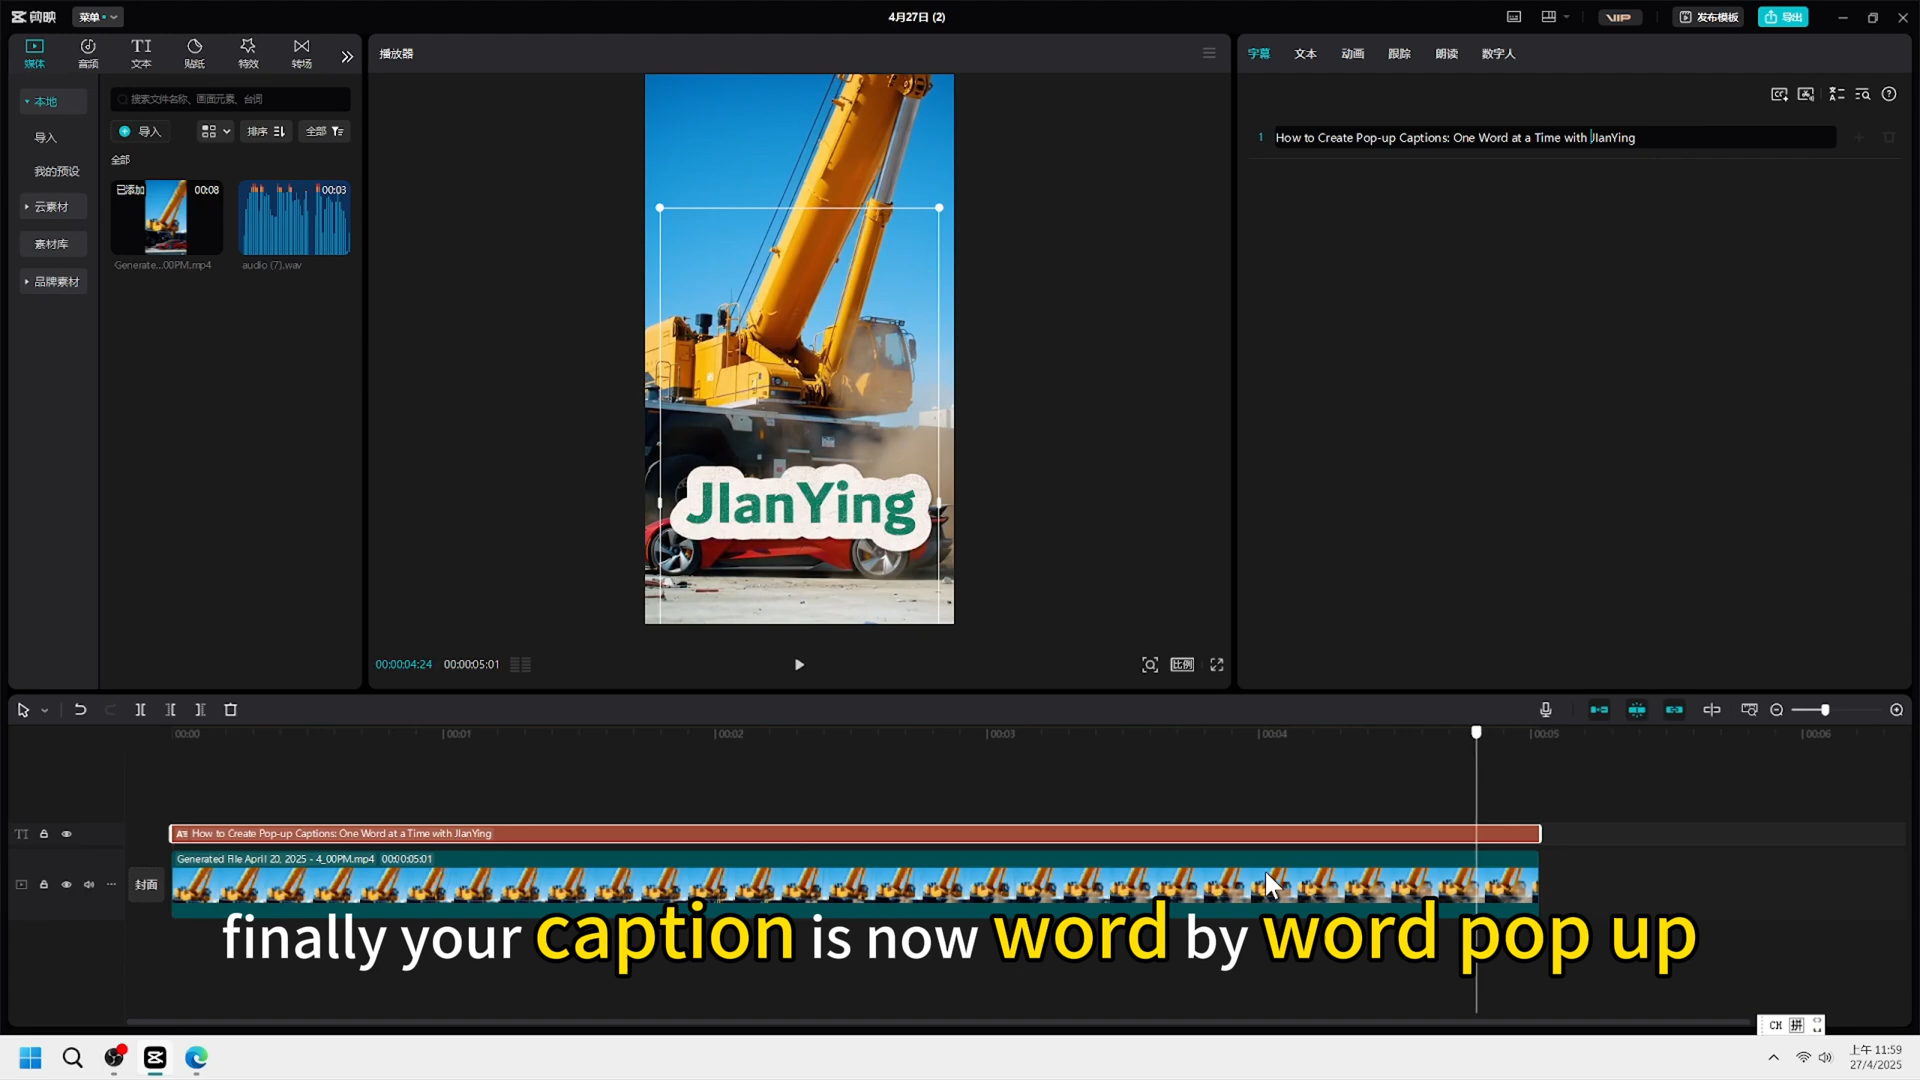 剪映
菜单
4月27日 (2)
VIP
发布模板
导出
媒体
音频
TI
文本
贴纸
特效
转场
播放器
字幕
文本
动画
跟踪
朗读
数字人
本地
导入
我的预设
云素材
素材库
品牌素材
搜索文件名称、画面元素、台词
导入
排序
全部
全部
已添加
00:08
00:03
Generate...00PM.mp4
audio (7).wav
1
How to Create Pop-up Captions: One Word at a Time with JIanYing
JIanYing
00:00:04:24
00:00:05:01
比例
00:00
00:01
00:02
00:03
00:04
00:05
00:06
TI
How to Create Pop-up Captions: One Word at a Time with JIanYing
Generated File April 20, 2025 - 4_00PM.mp4
00:00:05:01
封面
finally your caption is now word by word pop up
CH
拼
上午 11:59
27/4/2025